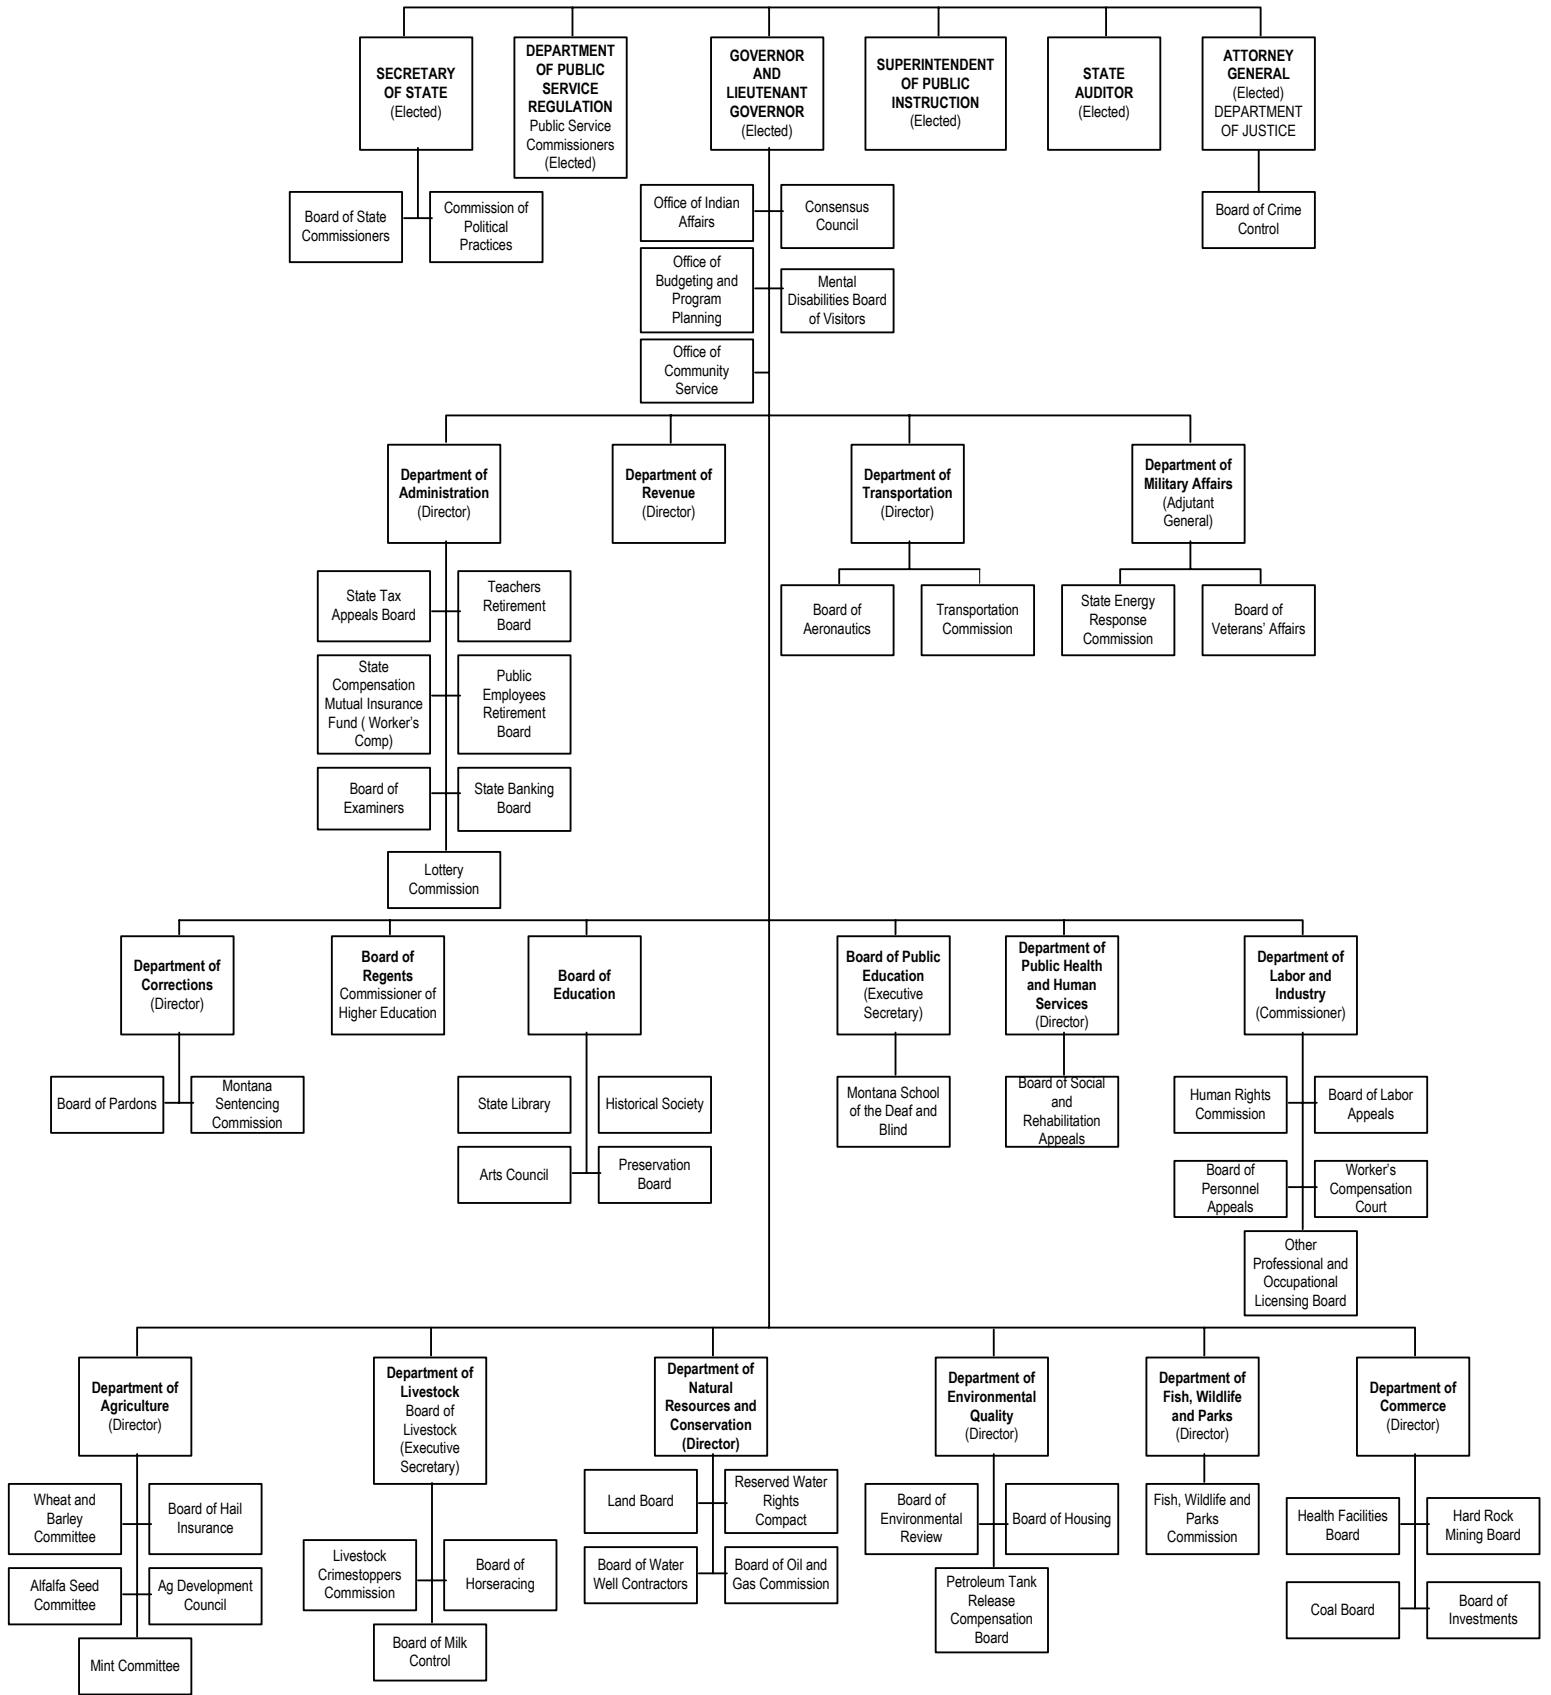 SECRETARY
OF STATE
(Elected)
DEPARTMENT
OF PUBLIC
SERVICE
REGULATION
Public Service
Commissioners
(Elected)
GOVERNOR
AND
LIEUTENANT
GOVERNOR
(Elected)
SUPERINTENDENT
OF PUBLIC
INSTRUCTION
(Elected)
STATE
AUDITOR
(Elected)
ATTORNEY
GENERAL
(Elected)
DEPARTMENT
OF JUSTICE
Board of State
Commissioners
Commission of
Political
Practices
Office of Indian
Affairs
Consensus
Council
Board of Crime
Control
Office of
Budgeting and
Program
Planning
Mental
Disabilities Board
of Visitors
Office of
Community
Service
Department of
Administration
(Director)
Department of
Revenue
(Director)
Department of
Transportation
(Director)
Department of
Military Affairs
(Adjutant
General)
State Tax
Appeals Board
Teachers
Retirement
Board
Board of
Aeronautics
Transportation
Commission
State Energy
Response
Commission
Board of
Veterans' Affairs
State
Compensation
Mutual Insurance
Fund ( Worker's
Comp)
Public
Employees
Retirement
Board
Board of
Examiners
State Banking
Board
Lottery
Commission
Department of
Corrections
(Director)
Board of
Regents
Commissioner of
Higher Education
Board of
Education
Board of Public
Education
(Executive
Secretary)
Department of
Public Health
and Human
Services
(Director)
Department of
Labor and
Industry
(Commissioner)
Board of Pardons
Montana
Sentencing
Commission
State Library
Historical Society
Arts Council
Preservation
Board
Montana School
of the Deaf and
Blind
Board of Social
and
Rehabilitation
Appeals
Human Rights
Commission
Board of Labor
Appeals
Board of
Personnel
Appeals
Worker's
Compensation
Court
Other
Professional and
Occupational
Licensing Board
Department of
Agriculture
(Director)
Department of
Livestock
Board of
Livestock
(Executive
Secretary)
Department of
Natural
Resources and
Conservation
(Director)
Department of
Environmental
Quality
(Director)
Department of
Fish, Wildlife
and Parks
(Director)
Department of
Commerce
(Director)
Wheat and
Barley
Committee
Board of Hail
Insurance
Alfalfa Seed
Committee
Ag Development
Council
Mint Committee
Livestock
Crimestoppers
Commission
Board of
Horseracing
Board of Milk
Control
Land Board
Reserved Water
Rights
Compact
Board of Water
Well Contractors
Board of Oil and
Gas Commission
Board of
Environmental
Review
Board of Housing
Petroleum Tank
Release
Compensation
Board
Fish, Wildlife and
Parks
Commission
Health Facilities
Board
Hard Rock
Mining Board
Coal Board
Board of
Investments